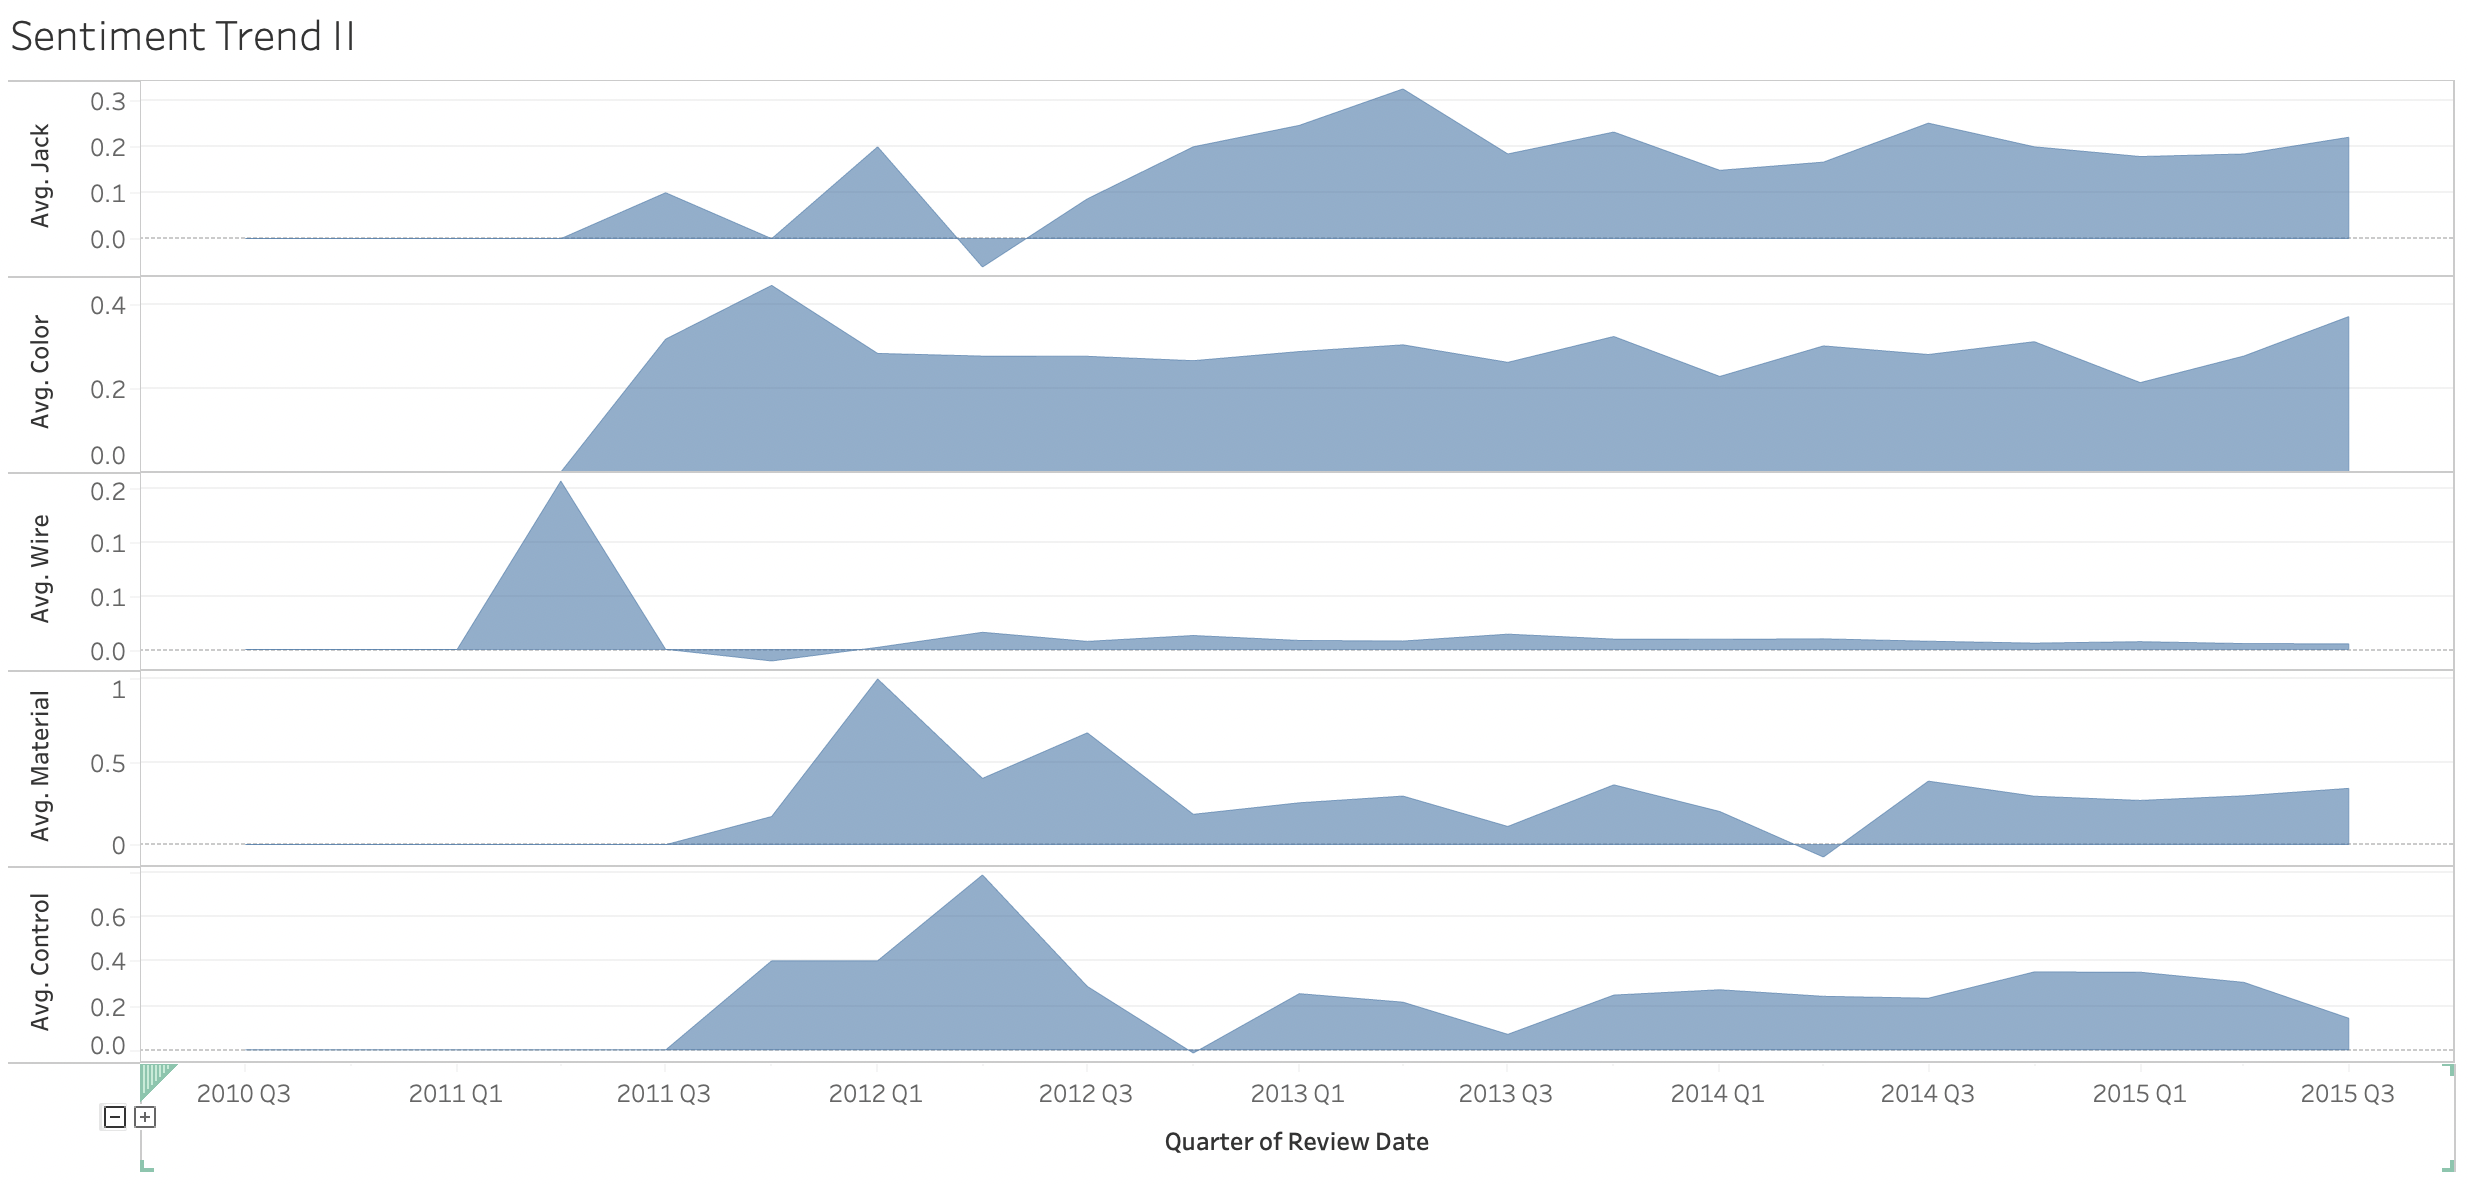 Sentiment Trend II
Avg. Jack
0.3
0.2
0.1
0.0
Avg. Color
0.4
0.2
0.0
Avg. Wire
0.2
0.1
0.1
0.0
Avg. Material
1
0.5
0
Avg. Control
0.6
0.4
0.2
0.0
2010 Q3 2011 Q1 2011 Q3 2012 Q1 2012 Q3 2013 Q1 2013 Q3 2014 Q1 2014 Q3 2015 Q1 2015 Q3
Quarter of Review Date